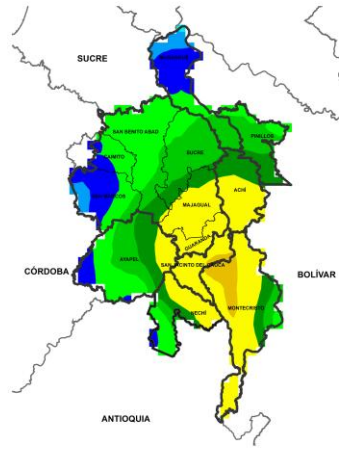 SUCRE
SAN BENITO ABAD
CAIMITO
SUCRE
ACHÍ
MAJAGUAL
GUARANDA
CÓRDOBA
AYAPEL
SAN JACINTO DEL CAUCA
BOLÍVAR
MONTECRISTO
NECHÍ
ANTIOQUIA